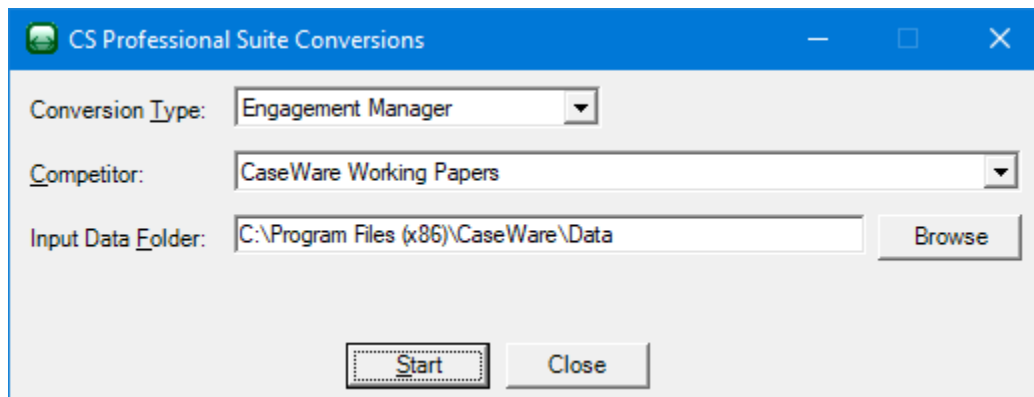 CS Professional Suite Conversions
Conversion Type: Engagement Manager
Competitor: CaseWare Working Papers
Input Data Folder: C:\Program Files (x86)\CaseWare\Data Browse
Start Close